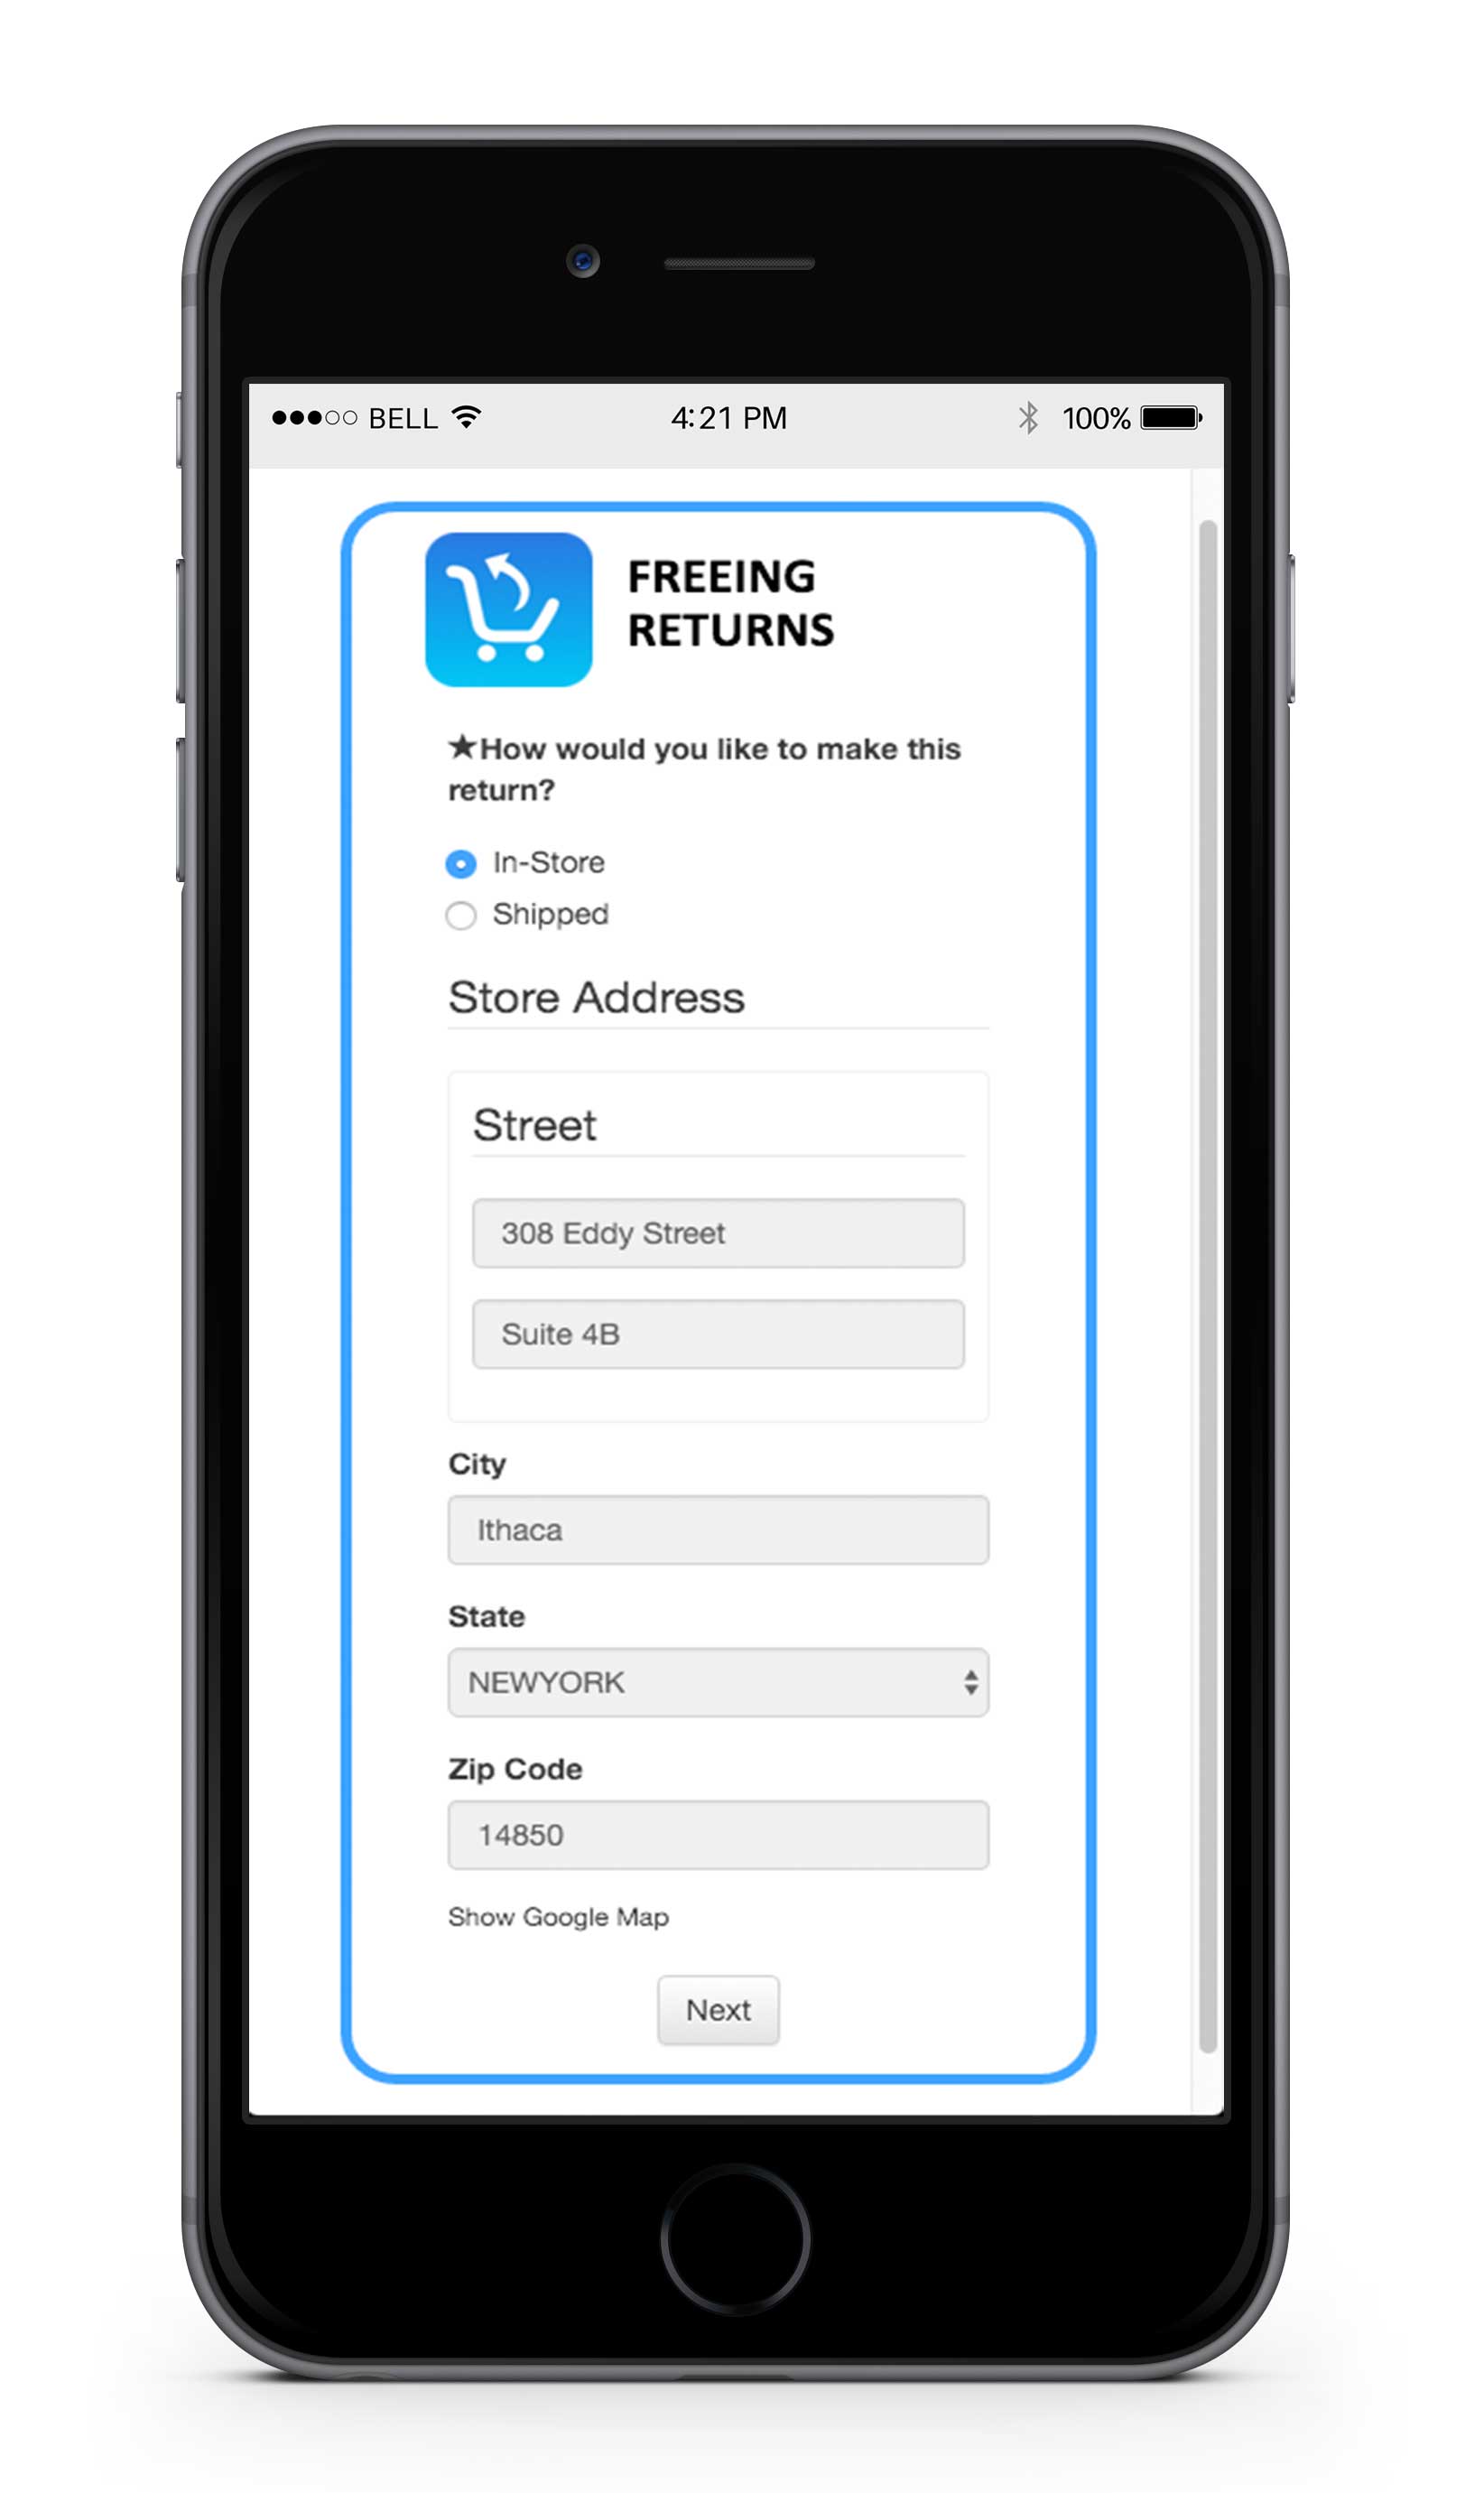 BELL
4:21 PM
100%
FREEING
RETURNS
★How would you like to make this
return?
In-Store
Shipped
Store Address
Street
308 Eddy Street
Suite 4B
City
Ithaca
State
NEWYORK
Zip Code
14850
Show Google Map
Next